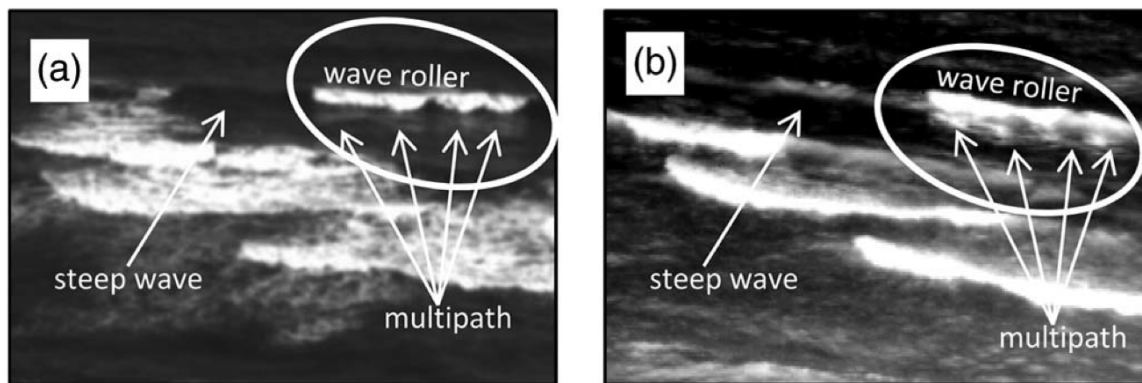 (a)
wave roller
steep wave
multipath
(b)
wave roller
steep wave
multipath